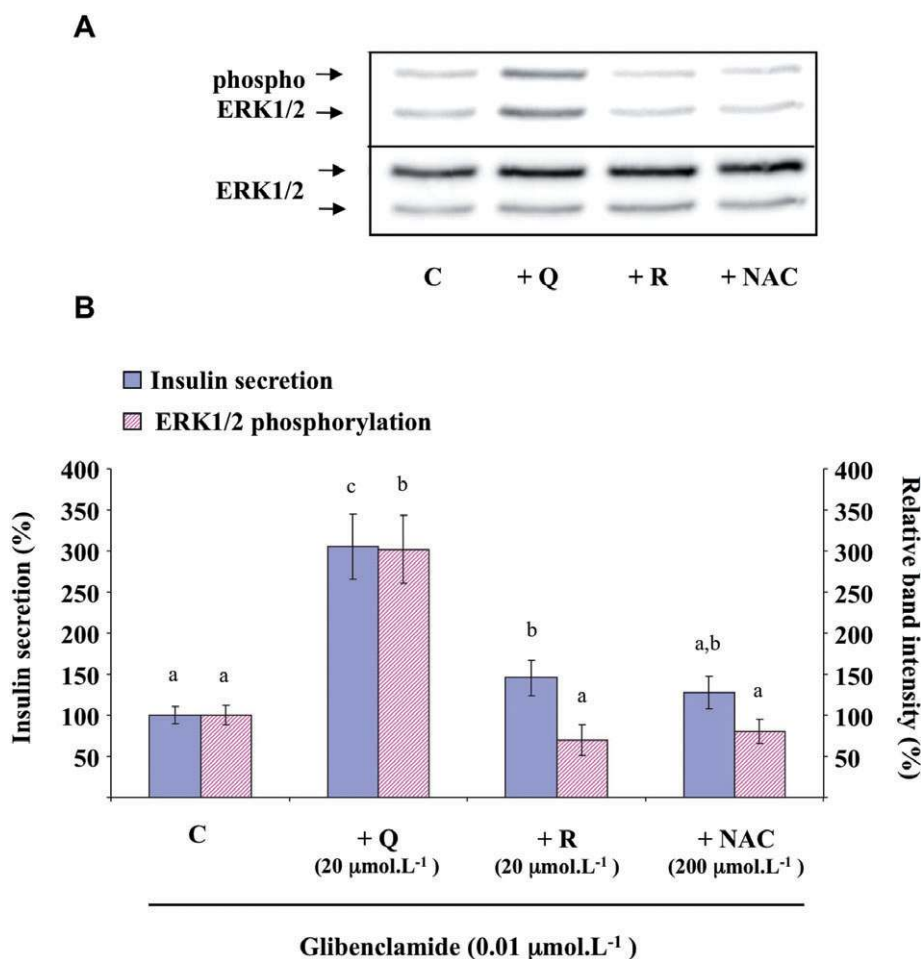 A
phospho
ERK1/2
ERK1/2
C + Q + R + NAC
B
Insulin secretion
ERK1/2 phosphorylation
Insulin secretion (%)
400
350
300
250
200
150
100
50
a a c b b a a,b a
400
350
300
250
200
150
100
50
Relative band intensity (%)
C + Q + R + NAC
(20 μmol.L⁻¹ ) (20 μmol.L⁻¹ ) (200 μmol.L⁻¹ )
Glibenclamide (0.01 μmol.L⁻¹ )